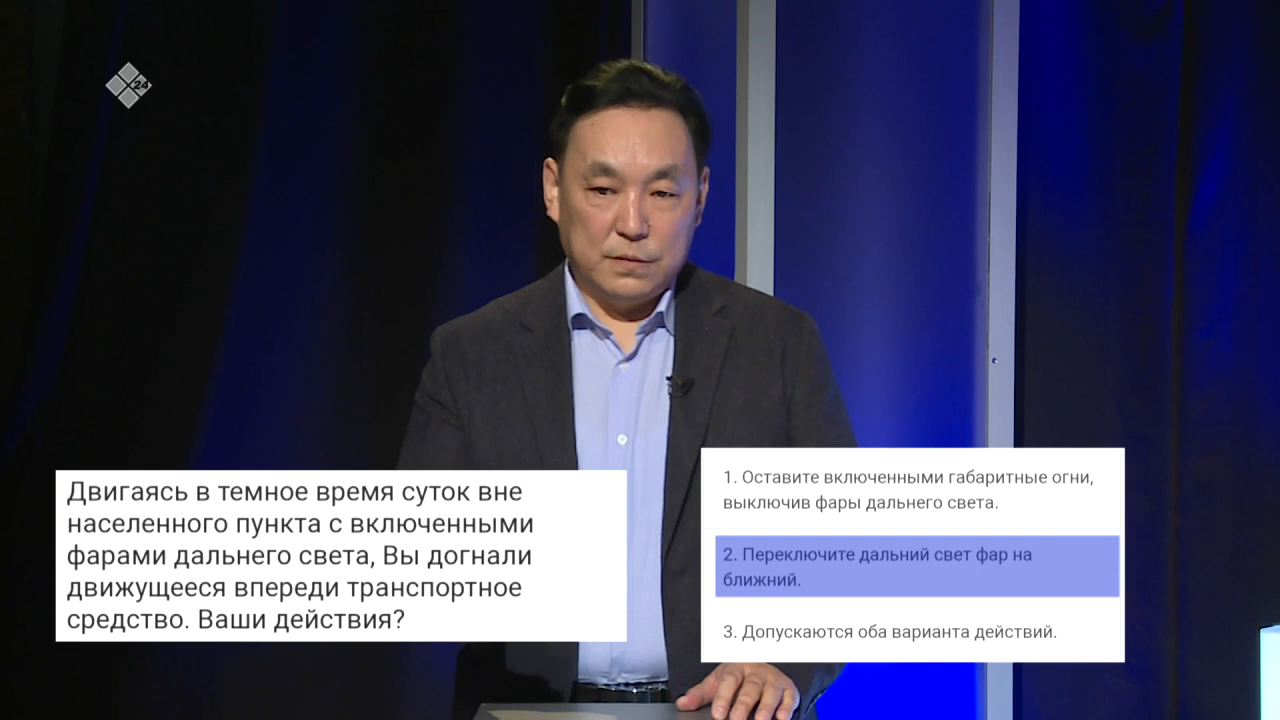 X24
Двигаясь в темное время суток вне
населенного пункта с включенными
фарами дальнего света, Вы догнали
движущееся впереди транспортное
средство. Ваши действия?
1. Оставите включенными габаритные огни,
выключив фары дальнего света.
2. Переключите дальний свет фар на
ближний.
3. Допускаются оба варианта действий.